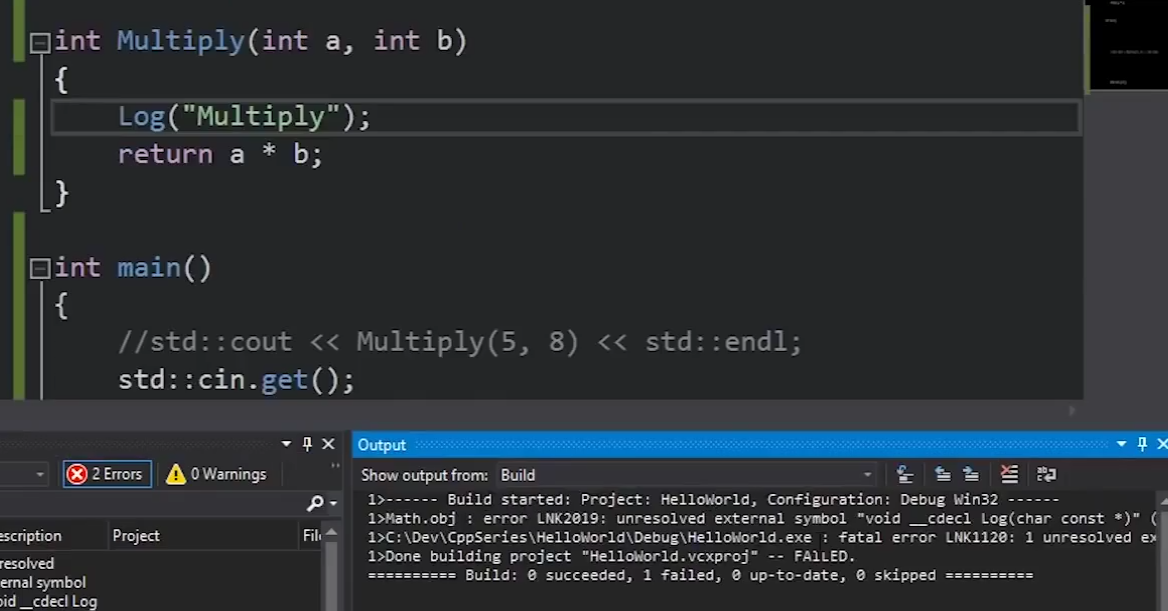 int Multiply(int a, int b)
{
Log("Multiply");
return a * b;
}
int main()
{
//std::cout << Multiply(5, 8) << std::endl;
std::cin.get();
2 Errors
0 Warnings
escription Project File
resolved
ernal symbol
oid __cdecl Log
Output
Show output from: Build
1>------ Build started: Project: HelloWorld, Configuration: Debug Win32 ------
1>Math.obj : error LNK2019: unresolved external symbol "void __cdecl Log(char const *)" (
1>C:\Dev\CppSeries\HelloWorld\Debug\HelloWorld.exe : fatal error LNK1120: 1 unresolved ex
1>Done building project "HelloWorld.vcxproj" -- FAILED.
========== Build: 0 succeeded, 1 failed, 0 up-to-date, 0 skipped ==========